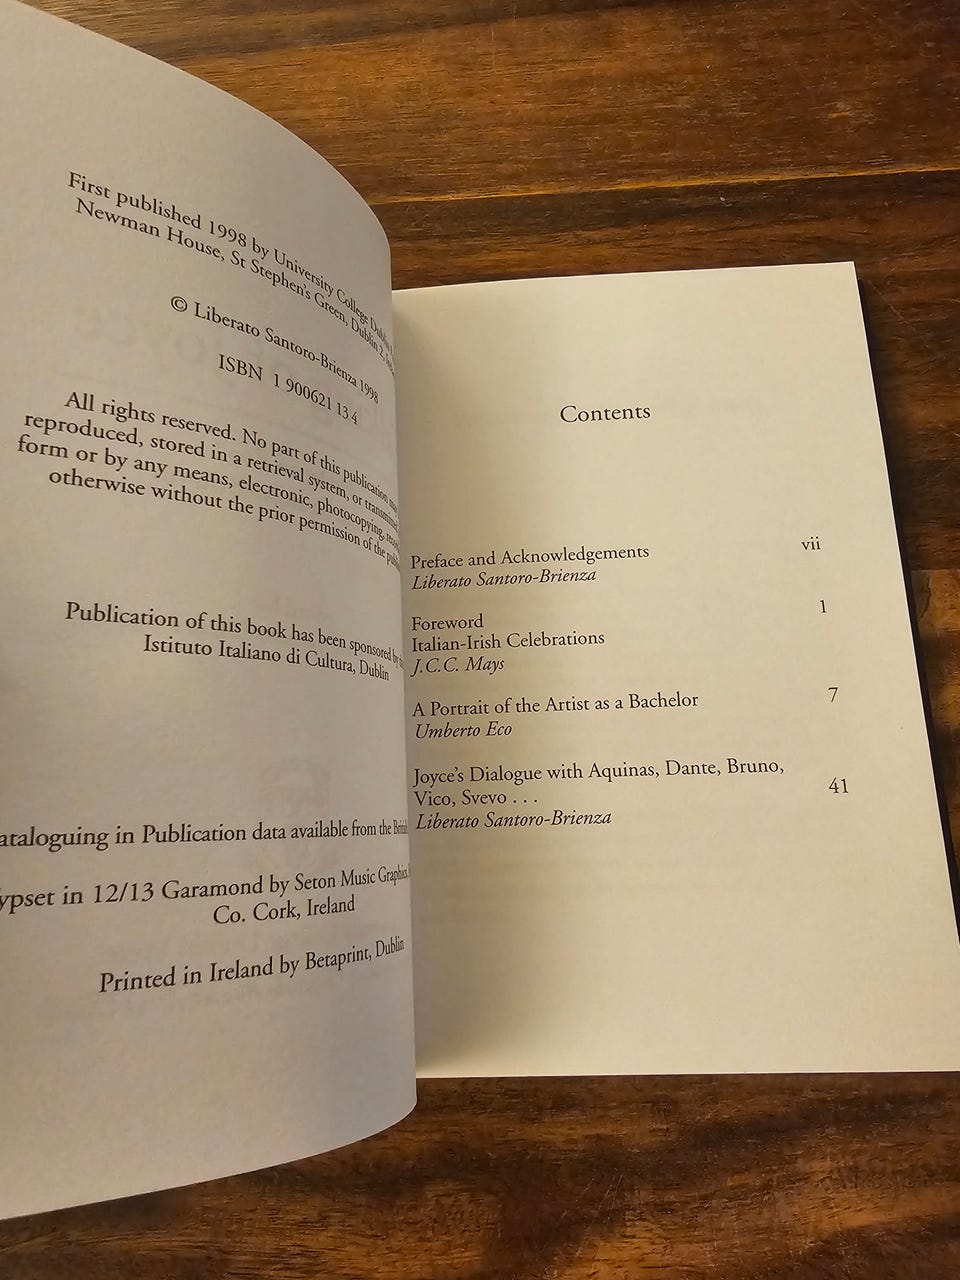 First published 1998 by University College Dublin
Newman House, St Stephen's Green, Dublin 2,
© Liberato Santoro-Brienza 1998
ISBN 1 900621 13 4
All rights reserved. No part of this publication may
reproduced, stored in a retrieval system, or transmitted,
form or by any means, electronic, photocopying,
otherwise without the prior permission of the
Publication of this book has been sponsored by
Istituto Italiano di Cultura, Dublin
ataloguing in Publication data available from the British
ypset in 12/13 Garamond by Seton Music Graphics,
Co. Cork, Ireland
Printed in Ireland by Betaprint, Dublin
Contents
Preface and Acknowledgements vii
Liberato Santoro-Brienza
Foreword 1
Italian-Irish Celebrations
J.C.C. Mays
A Portrait of the Artist as a Bachelor 7
Umberto Eco
Joyce's Dialogue with Aquinas, Dante, Bruno,
Vico, Svevo . . . 41
Liberato Santoro-Brienza